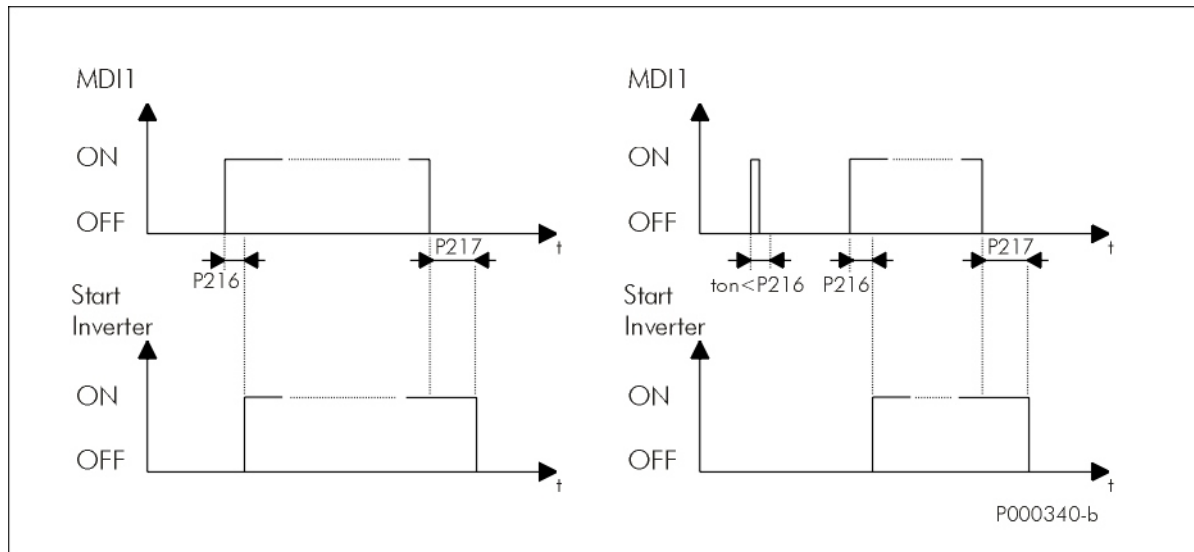 MDI1
ON
OFF
t
P216
P217
Start
Inverter
ON
OFF
t
MDI1
ON
OFF
t
ton<P216
P216
P217
Start
Inverter
ON
OFF
t
P000340-b